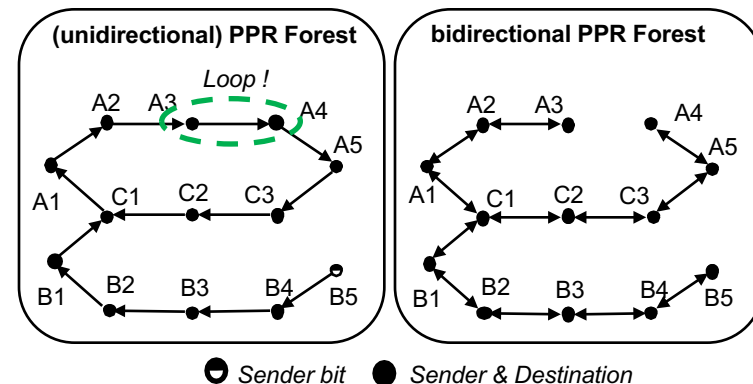 (unidirectional) PPR Forest
Loop !
A2 A3 A4
A5
A1 C1 C2 C3
B1 B2 B3 B4 B5
bidirectional PPR Forest
A2 A3 A4
A5
A1 C1 C2 C3
B1 B2 B3 B4 B5
Sender bit Sender & Destination